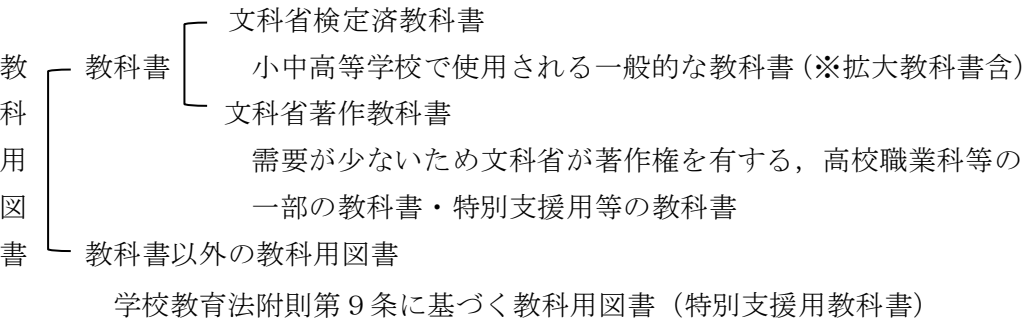 教科用図書
文科省検定済教科書
教科書 小中高等学校で使用される一般的な教科書(※拡大教科書含)
文科省著作教科書
需要が少ないため文科省が著作権を有する，高校職業科等の
一部の教科書・特別支援用等の教科書
教科書以外の教科用図書
学校教育法附則第９条に基づく教科用図書（特別支援用教科書）